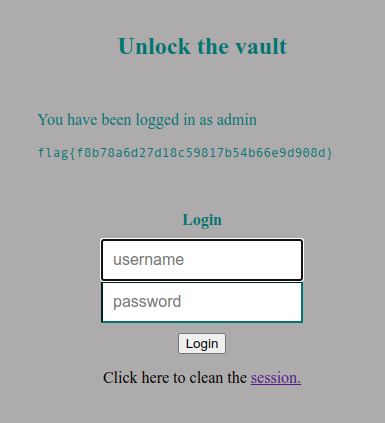 Unlock the vault
You have been logged in as admin
flag{f8b78a6d27d18c59817b54b66e9d908d}
Login
username
password
Login
Click here to clean the session.